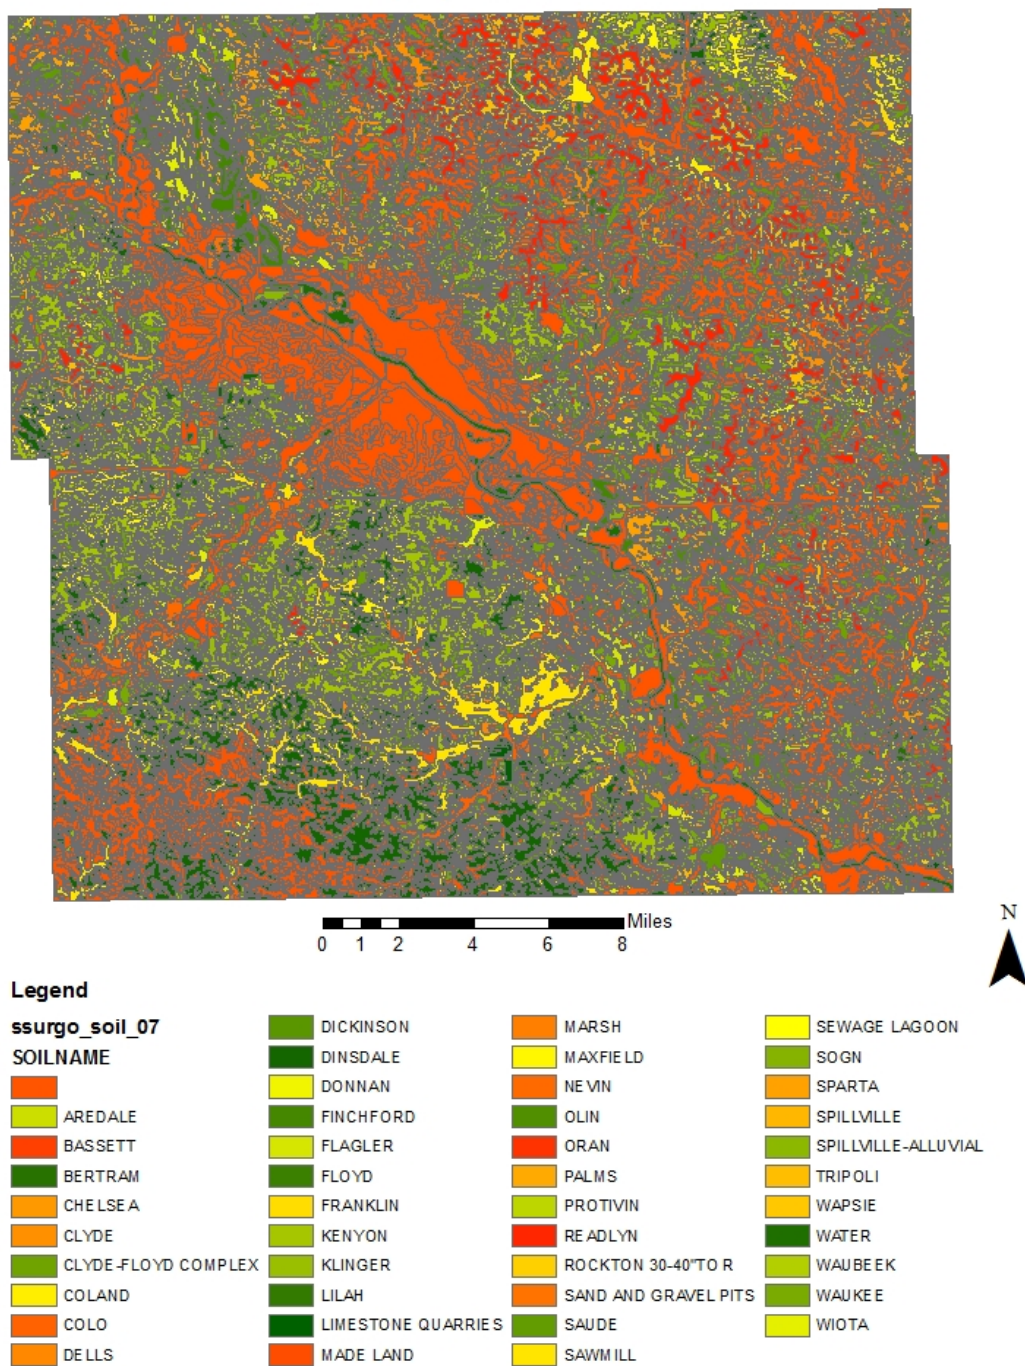 Miles
0 1 2 4 6 8
N
Legend
ssurgo_soil_07
SOILNAME
AREDALE
BASSETT
BERTRAM
CHELSEA
CLYDE
CLYDE-FLOYD COMPLEX
COLAND
COLO
DELLS
DICKINSON
DINSDALE
DONNAN
FINCHFORD
FLAGLER
FLOYD
FRANKLIN
KENYON
KLINGER
LILAH
LIMESTONE QUARRIES
MADE LAND
MARSH
MAXFIELD
NEVIN
OLIN
ORAN
PALMS
PROTIVIN
READLYN
ROCKTON 30-40"TO R
SAND AND GRAVEL PITS
SAUDE
SAWMILL
SEWAGE LAGOON
SOGN
SPARTA
SPILLVILLE
SPILLVILLE-ALLUVIAL
TRIPOLI
WAPSIE
WATER
WAUBEEK
WAUKEE
WIOTA